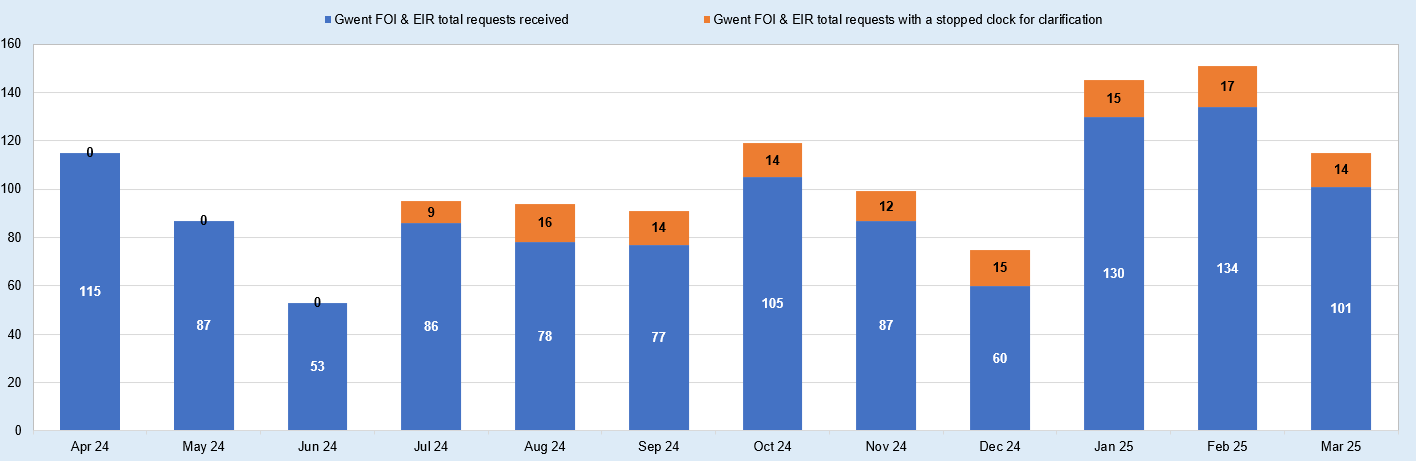 Gwent FOI & EIR total requests received Gwent FOI & EIR total requests with a stopped clock for clarification
160
140
120
100
80
60
40
20
0
0 0 0 9 16 14 14 12 15 15 17 14
115 87 53 86 78 77 105 87 60 130 134 101
Apr 24 May 24 Jun 24 Jul 24 Aug 24 Sep 24 Oct 24 Nov 24 Dec 24 Jan 25 Feb 25 Mar 25